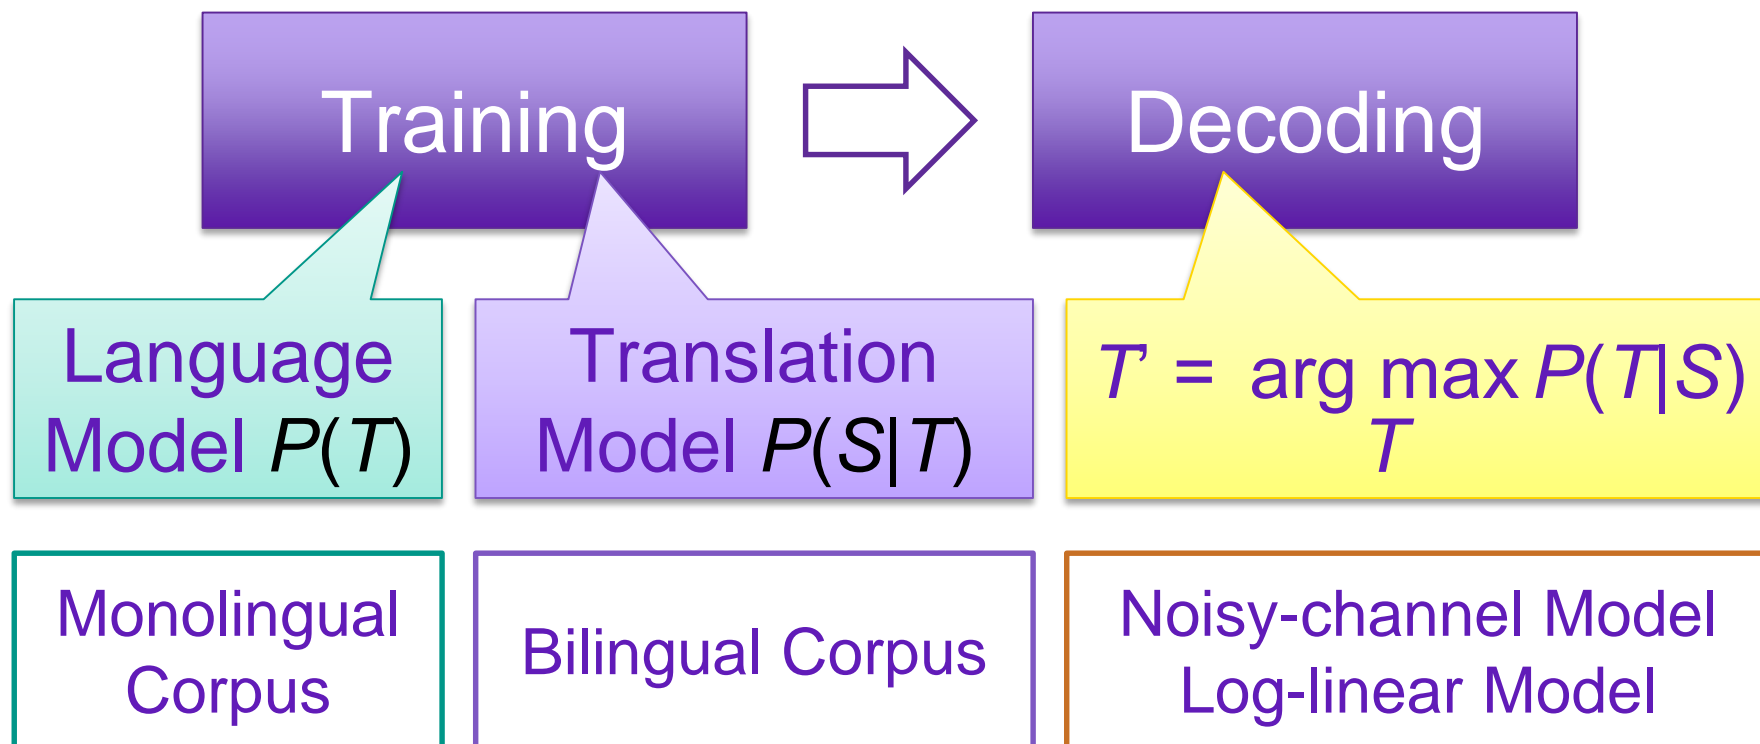 Training
Decoding
Language
Model P(T)
Translation
Model P(S|T)
T' = arg max P(T|S)
T
Monolingual
Corpus
Bilingual Corpus
Noisy-channel Model
Log-linear Model